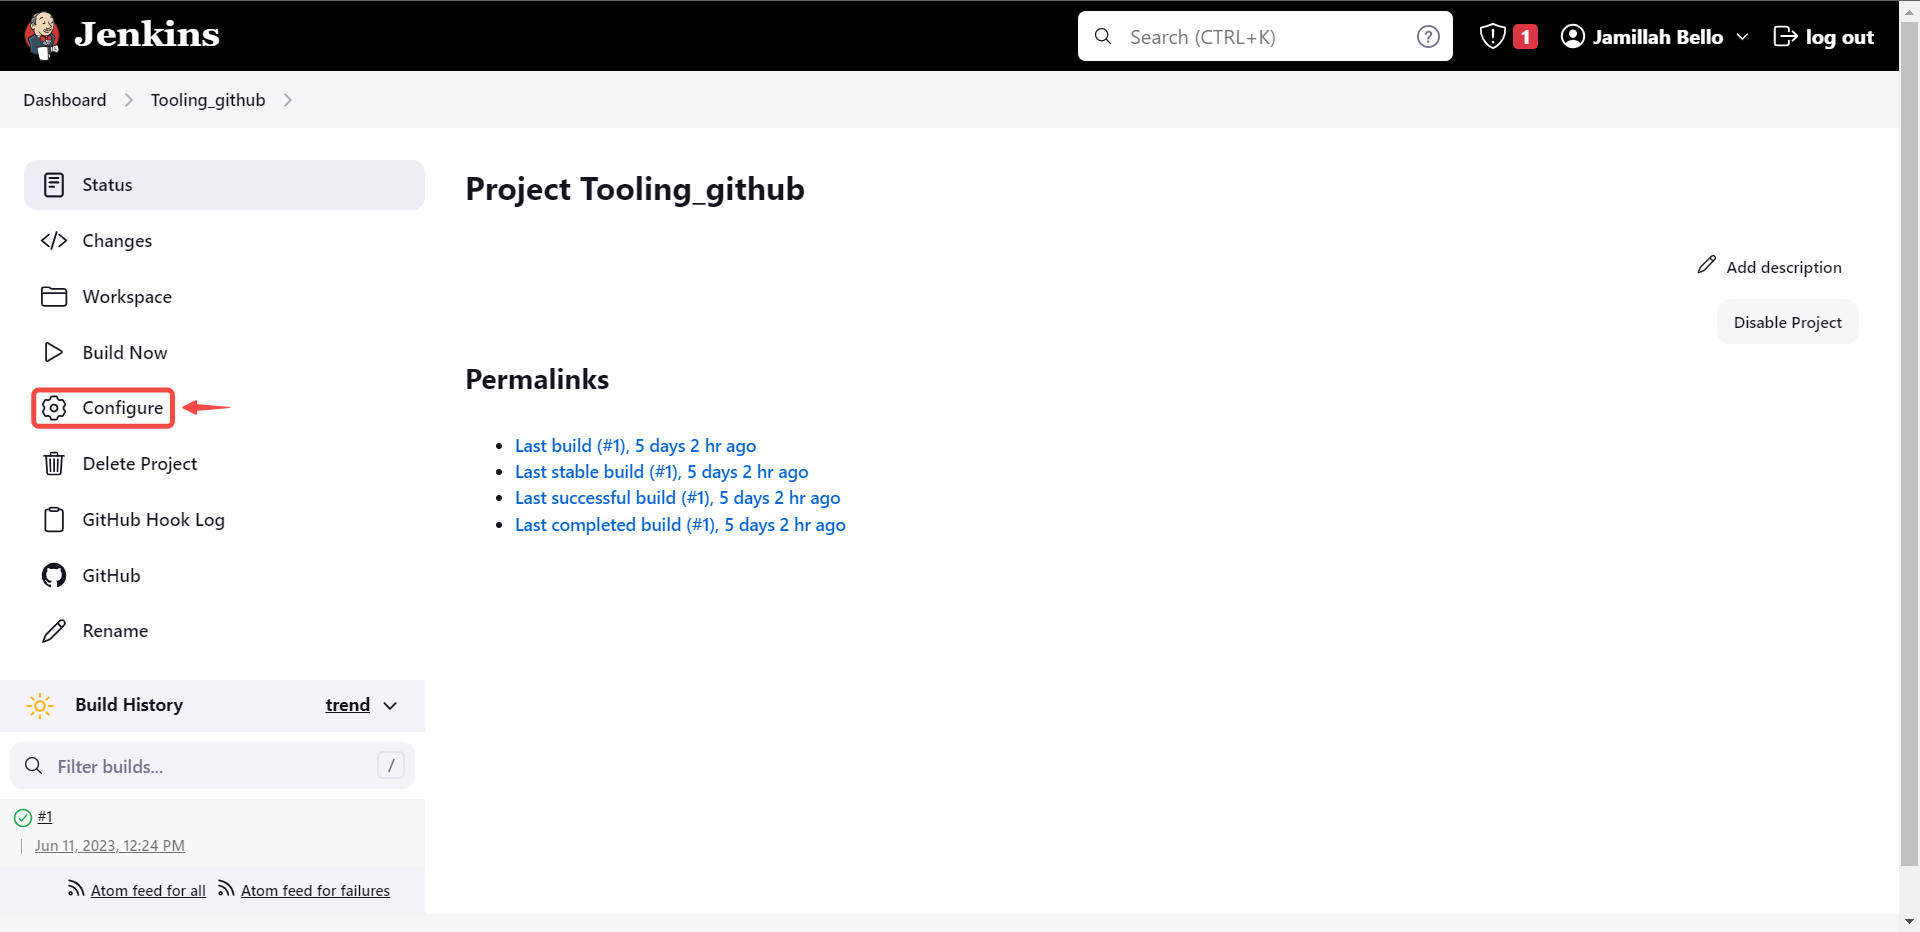 Jenkins
Search (CTRL+K)
?
1
Jamillah Bello
log out
Dashboard
Tooling_github
Status
Changes
Workspace
Build Now
Configure
Delete Project
GitHub Hook Log
GitHub
Rename
Build History
trend
Filter builds...
/
#1
Jun 11, 2023, 12:24 PM
Atom feed for all
Atom feed for failures
Project Tooling_github
Add description
Disable Project
Permalinks
• Last build (#1), 5 days 2 hr ago
• Last stable build (#1), 5 days 2 hr ago
• Last successful build (#1), 5 days 2 hr ago
• Last completed build (#1), 5 days 2 hr ago